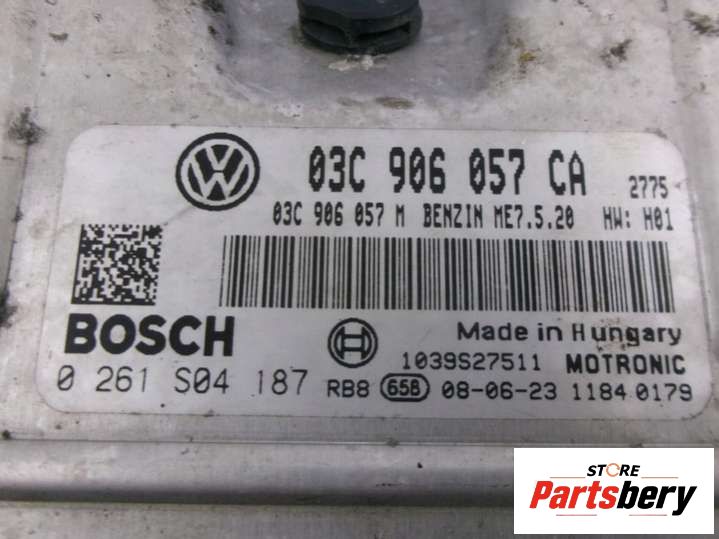 03C 906 057 CA 2775
03C 906 057 M BENZIN ME7.5.20 HW: H01
BOSCH
Made in Hungary
1039S27511 MOTRONIC
0 261 S04 187 RB8 658 08-06-23 1184 0179
STORE
Partsbery